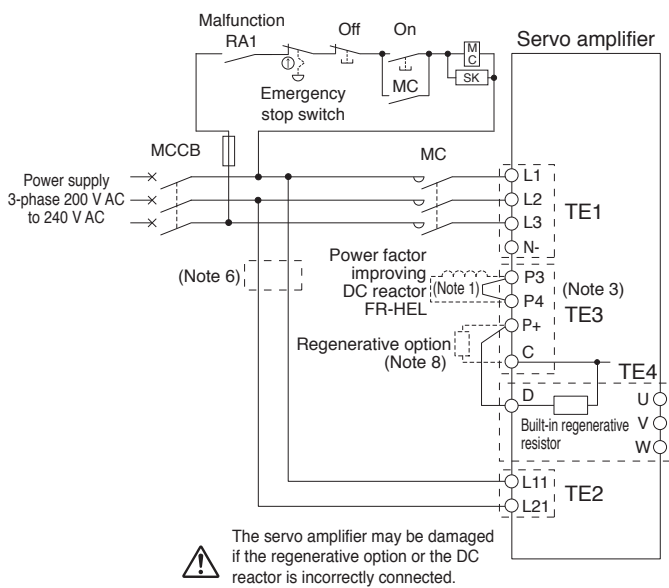 Malfunction
RA1
Off
On
MC
SK
MC
Emergency
stop switch
Servo amplifier
MCCB
MC
Power supply
3-phase 200 V AC
to 240 V AC
L1
L2
L3
N-
TE1
(Note 6)
Power factor
improving
DC reactor
FR-HEL
(Note 1)
P3
P4
P+
C
(Note 3)
TE3
Regenerative option
(Note 8)
TE4
D
Built-in regenerative
resistor
U
V
W
L11
L21
TE2
The servo amplifier may be damaged
if the regenerative option or the DC
reactor is incorrectly connected.